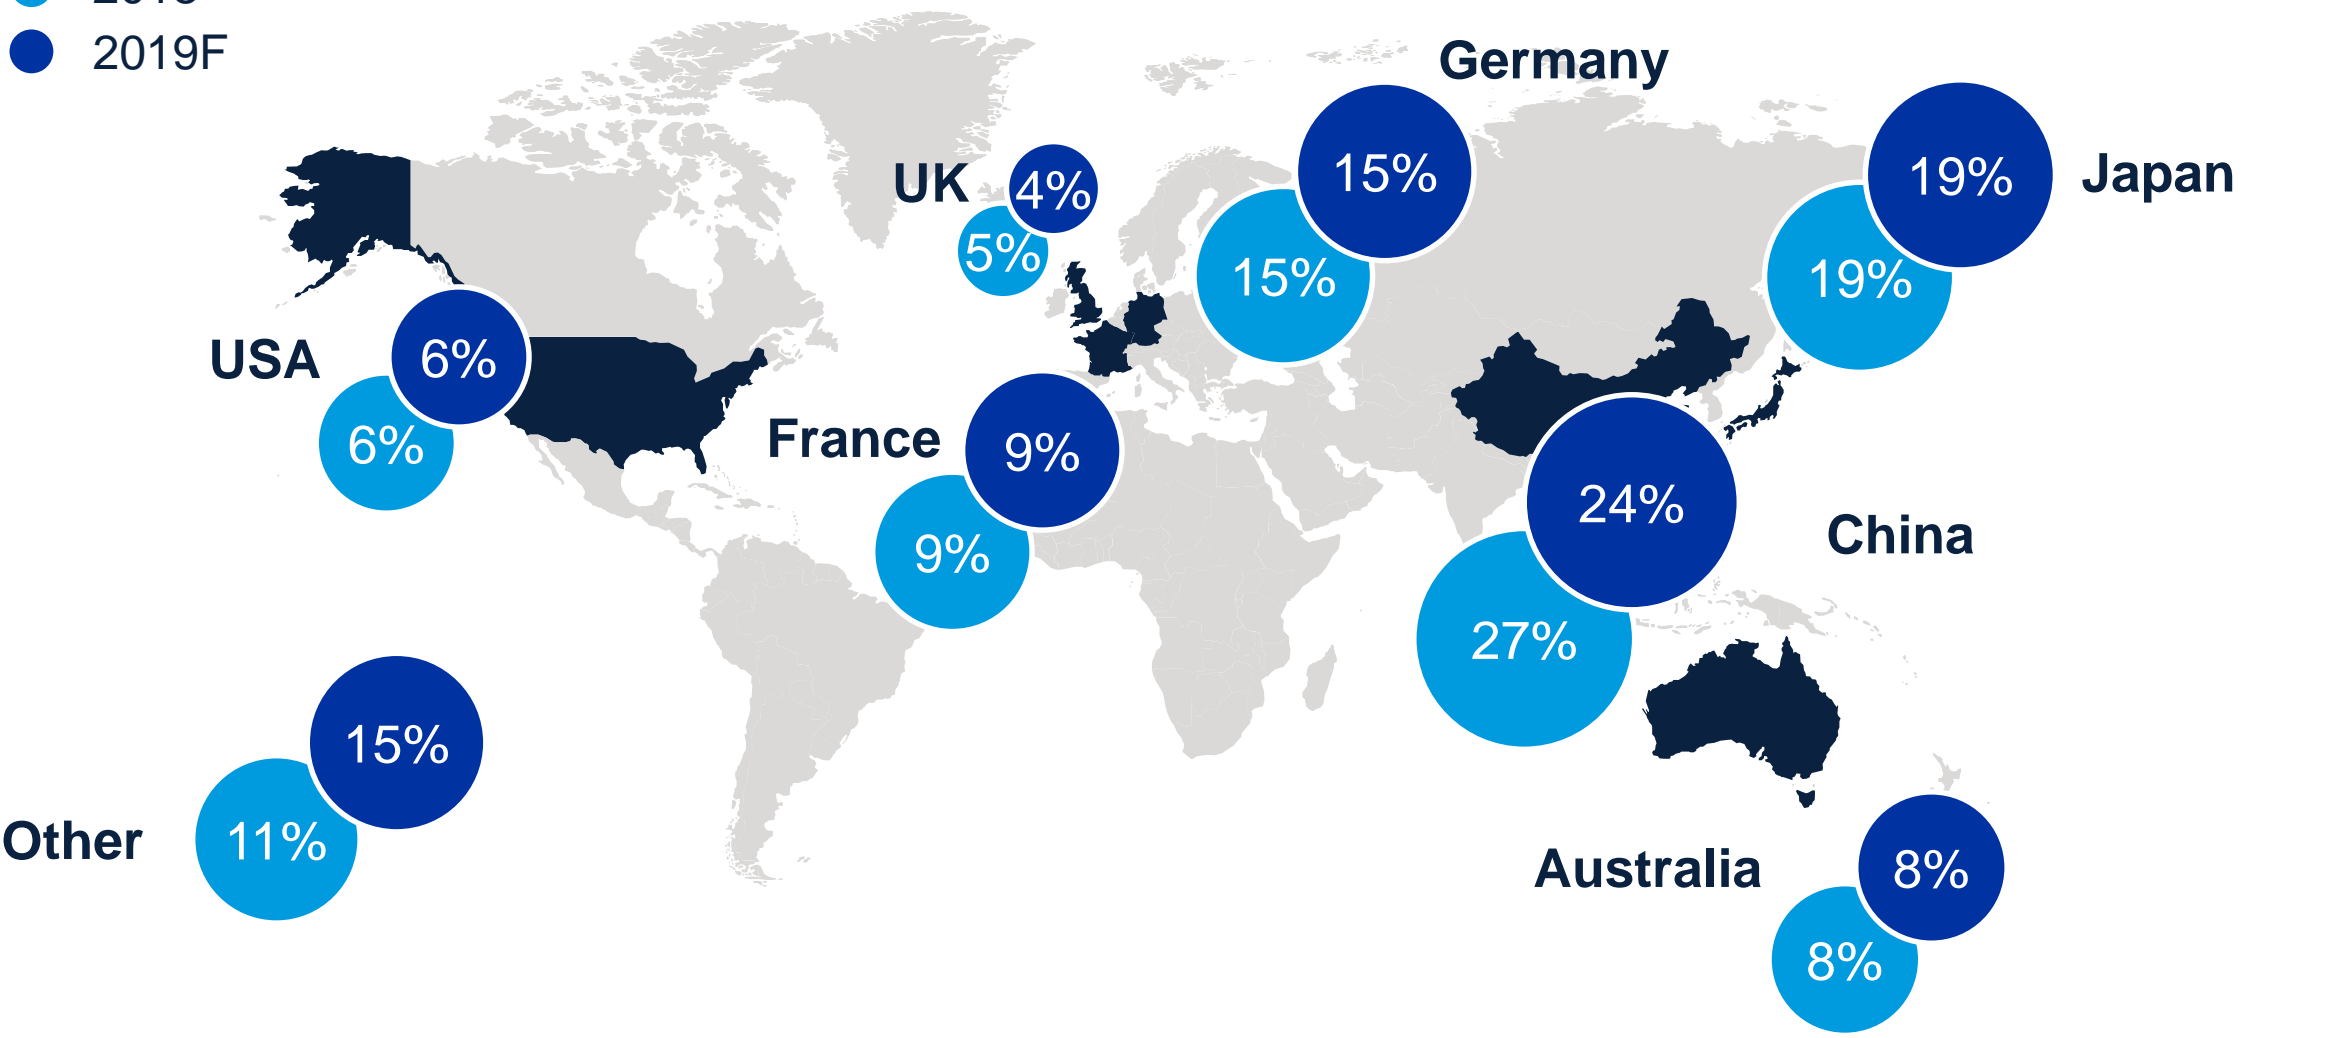 2019F
Germany
15%
15%
19%
19%
Japan
UK
4%
5%
USA
6%
6%
France
9%
9%
24%
27%
China
15%
11%
Other
Australia
8%
8%